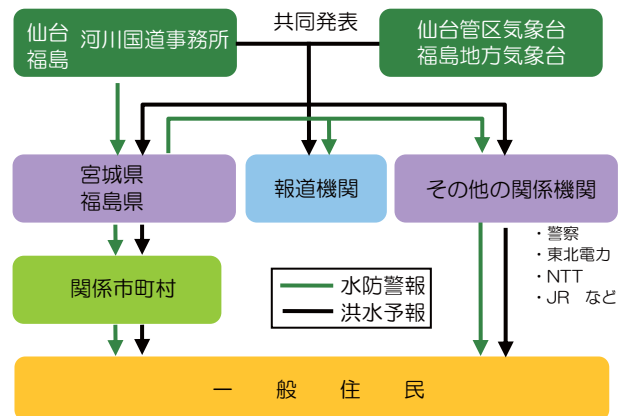 仙台
福島
河川国道事務所
共同発表
仙台管区気象台
福島地方気象台
宮城県
福島県
報道機関
その他の関係機関
・警察
・東北電力
・NTT
・JR など
関係市町村
水防警報
洪水予報
一般住民